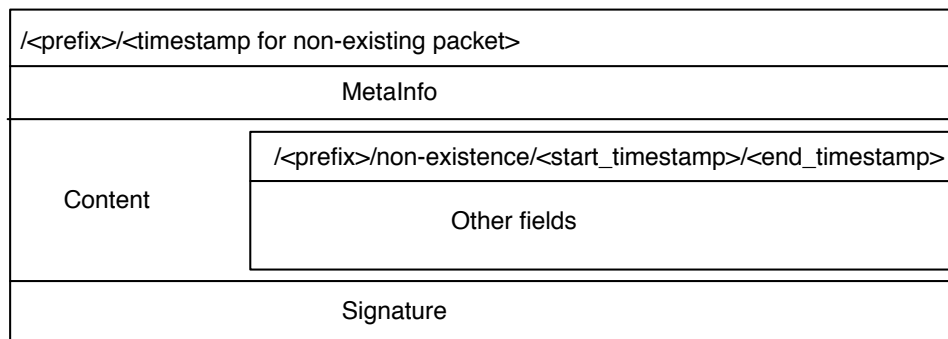 /<prefix>/<timestamp for non-existing packet>
MetaInfo
/<prefix>/non-existence/<start_timestamp>/<end_timestamp>
Content
Other fields
Signature